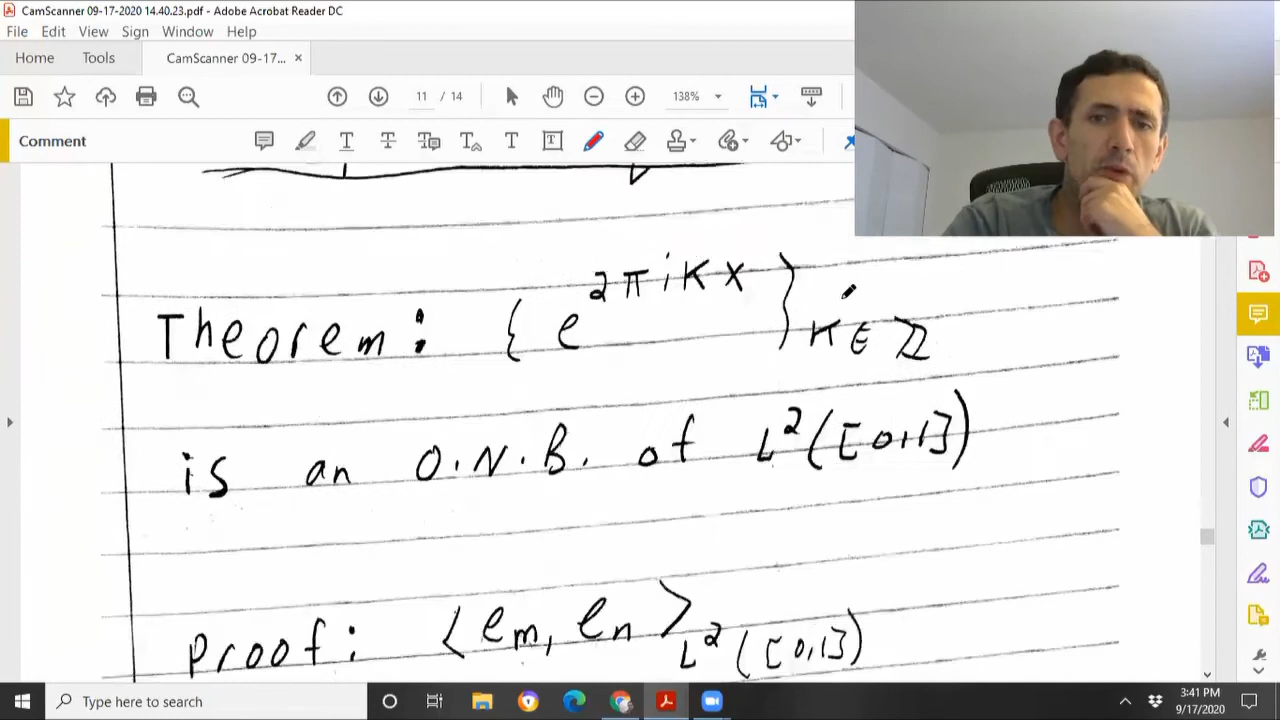 CamScanner 09-17-2020 14.40.23.pdf - Adobe Acrobat Reader DC
File Edit View Sign Window Help
Home Tools CamScanner 09-17... ×
11 / 14 138%
Comment
Theorem: { e^{2πikx} }_{k∈ℤ}
is an O.N.B. of L²([0,1])
Proof: ⟨e_m, e_n⟩_{L²([0,1])}
Type here to search
3:41 PM
9/17/2020